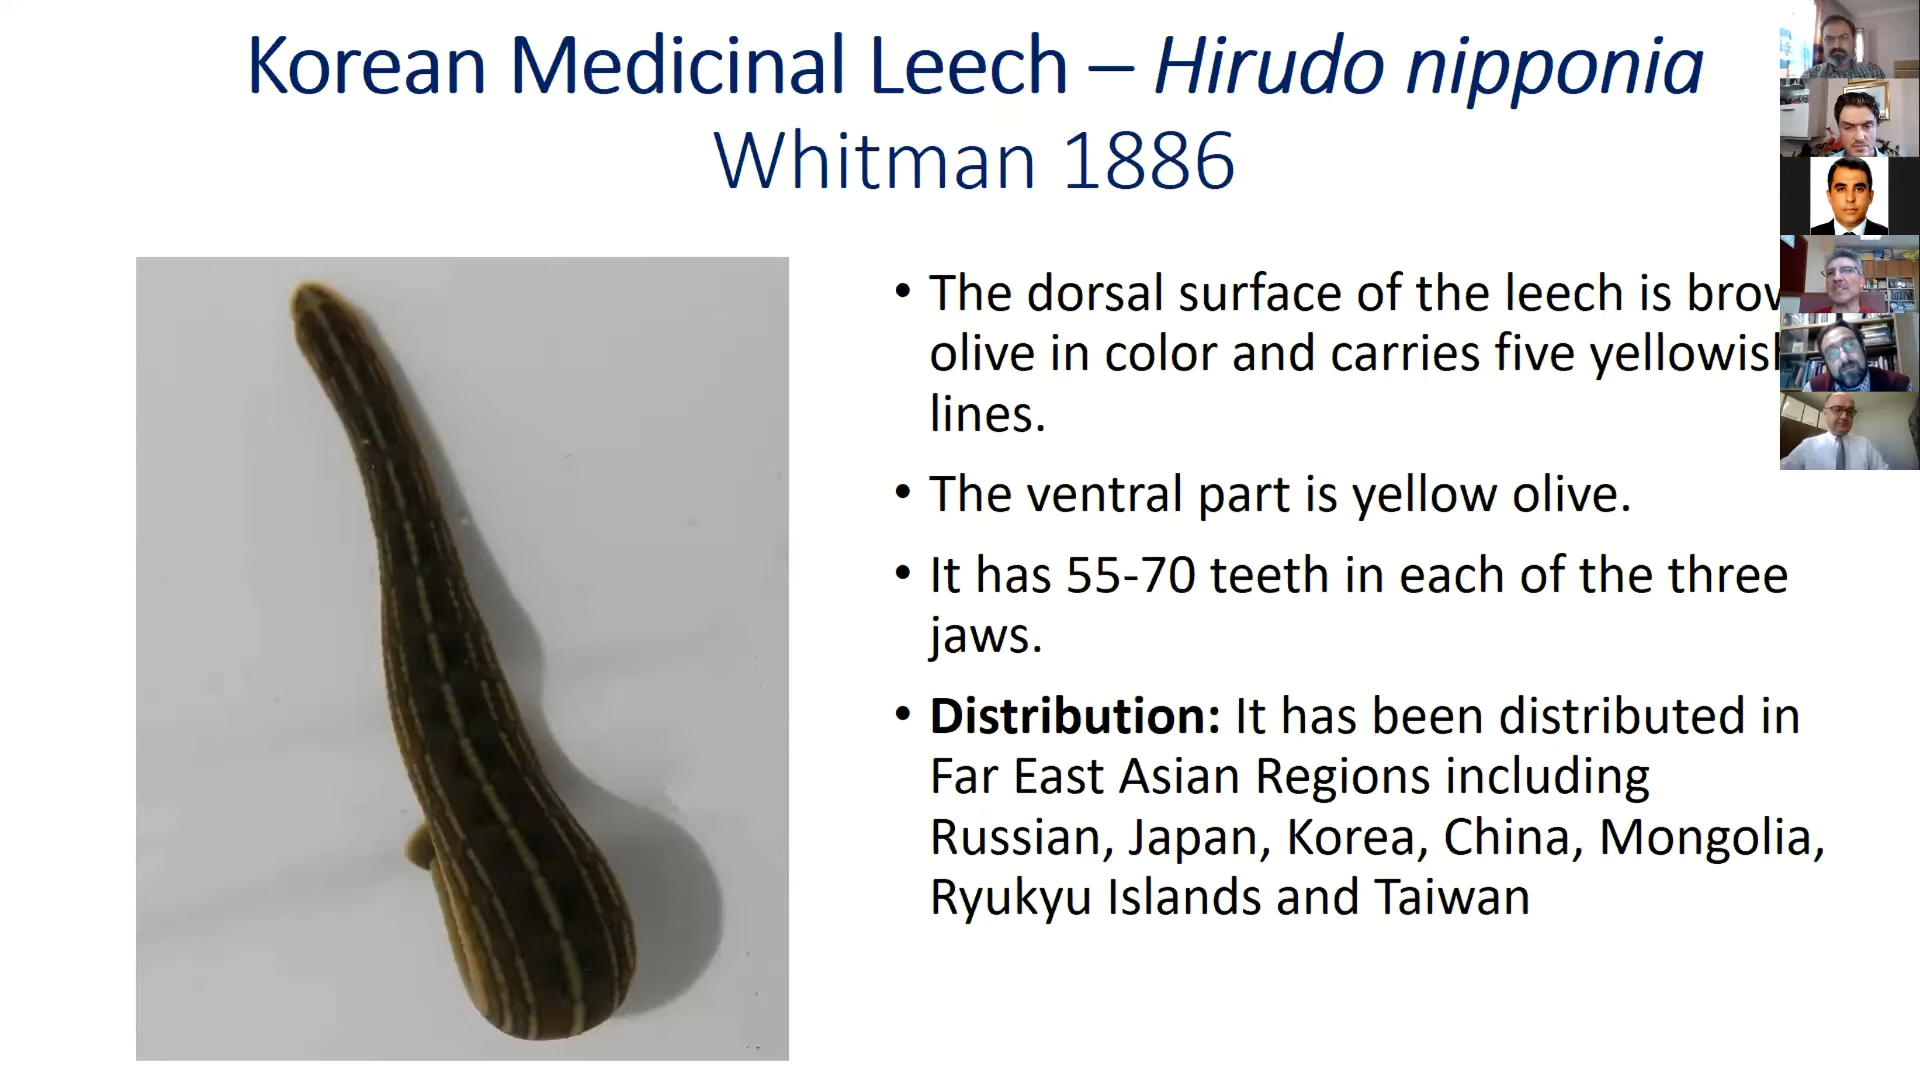 Korean Medicinal Leech – Hirudo nipponia
Whitman 1886
• The dorsal surface of the leech is
olive in color and carries five
lines.
• The ventral part is yellow olive.
• It has 55-70 teeth in each of the three
jaws.
• Distribution: It has been distributed in
Far East Asian Regions including
Russian, Japan, Korea, China, Mongolia,
Ryukyu Islands and Taiwan